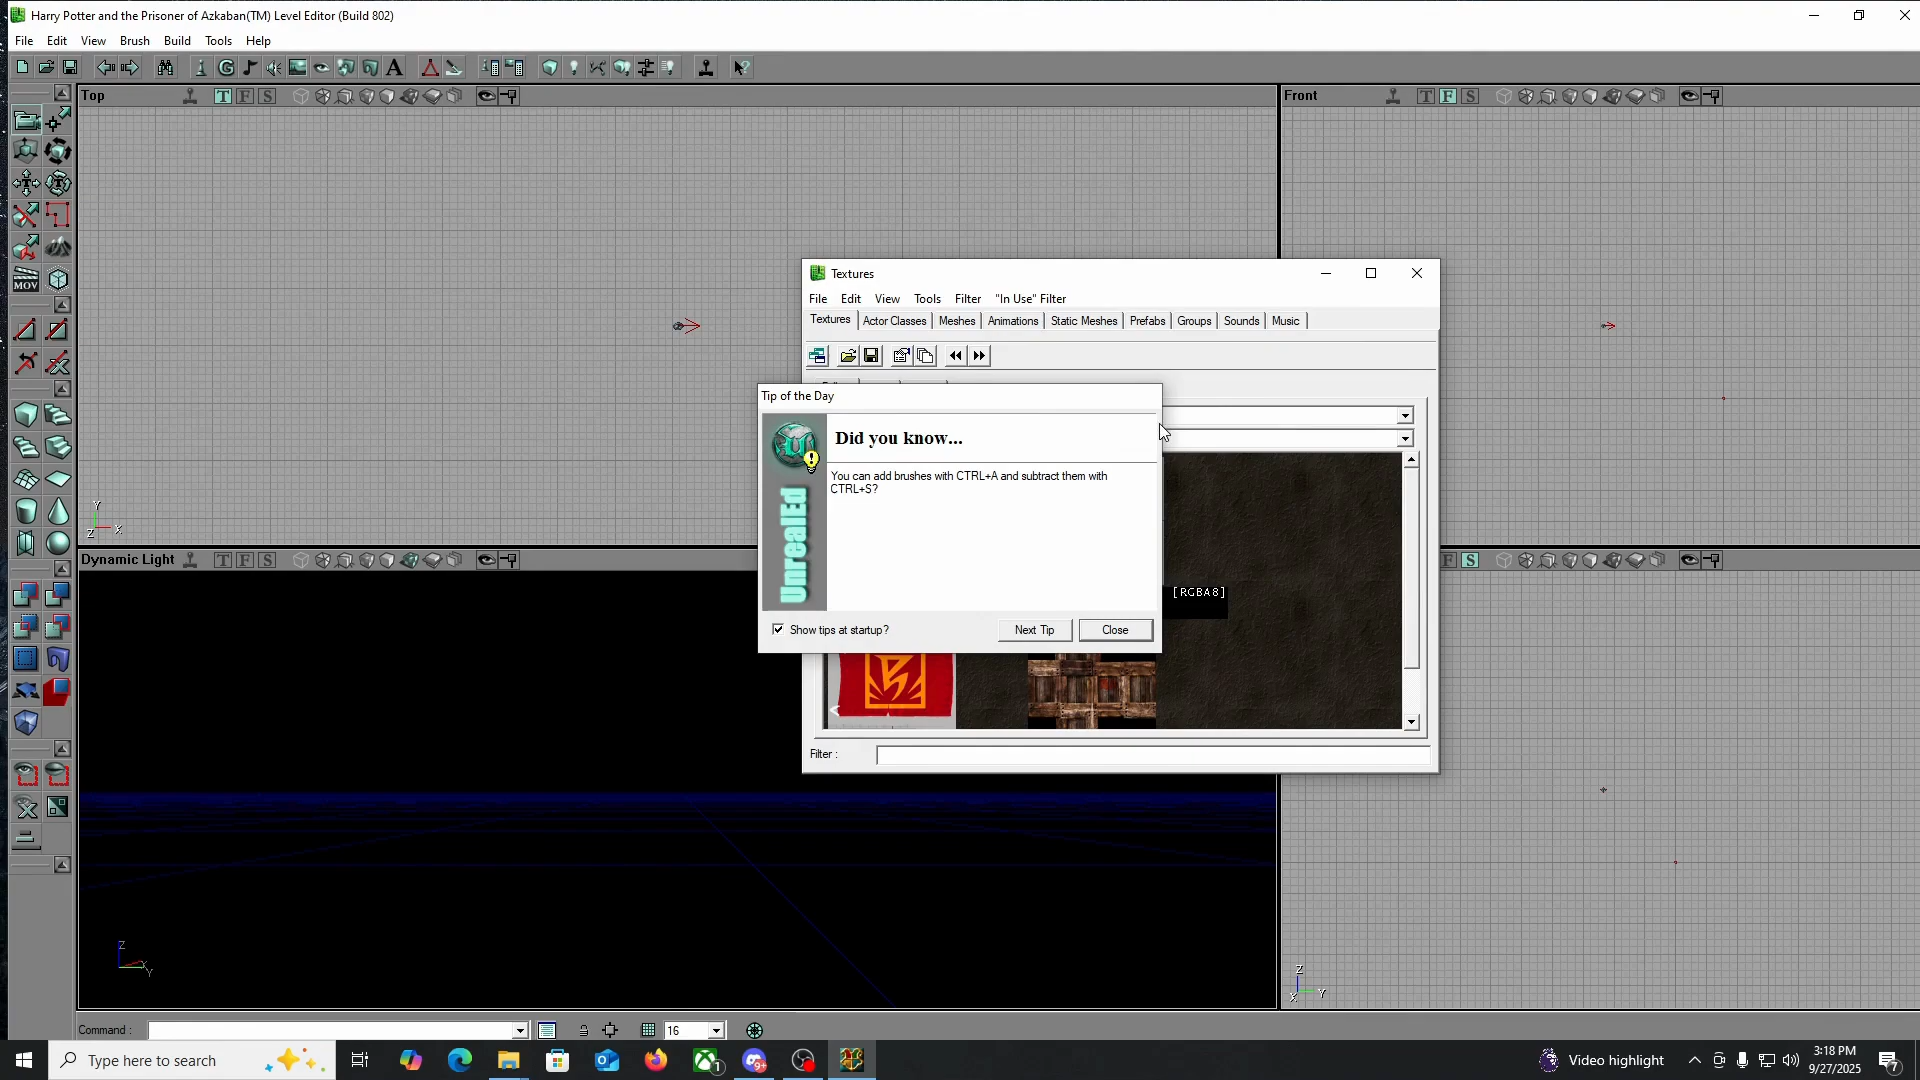 Harry Potter and the Prisoner of Azkaban(TM) Level Editor (Build 802)
File Edit View Brush Build Tools Help
Top
T F S
Front
T F S
MOV
Textures
File Edit View Tools Filter "In Use" Filter
Textures Actor Classes Meshes Animations Static Meshes Prefabs Groups Sounds Music
Tip of the Day
Did you know...
You can add brushes with CTRL+A and subtract them with
CTRL+S?
UnrealEd
Show tips at startup?
Next Tip
Close
[RGBA8]
Filter :
Y
Z X
Dynamic Light
T F S
F S
Z
X
Y
Z
X Y
Command :
16
Type here to search
Video highlight
3:18 PM
9/27/2025